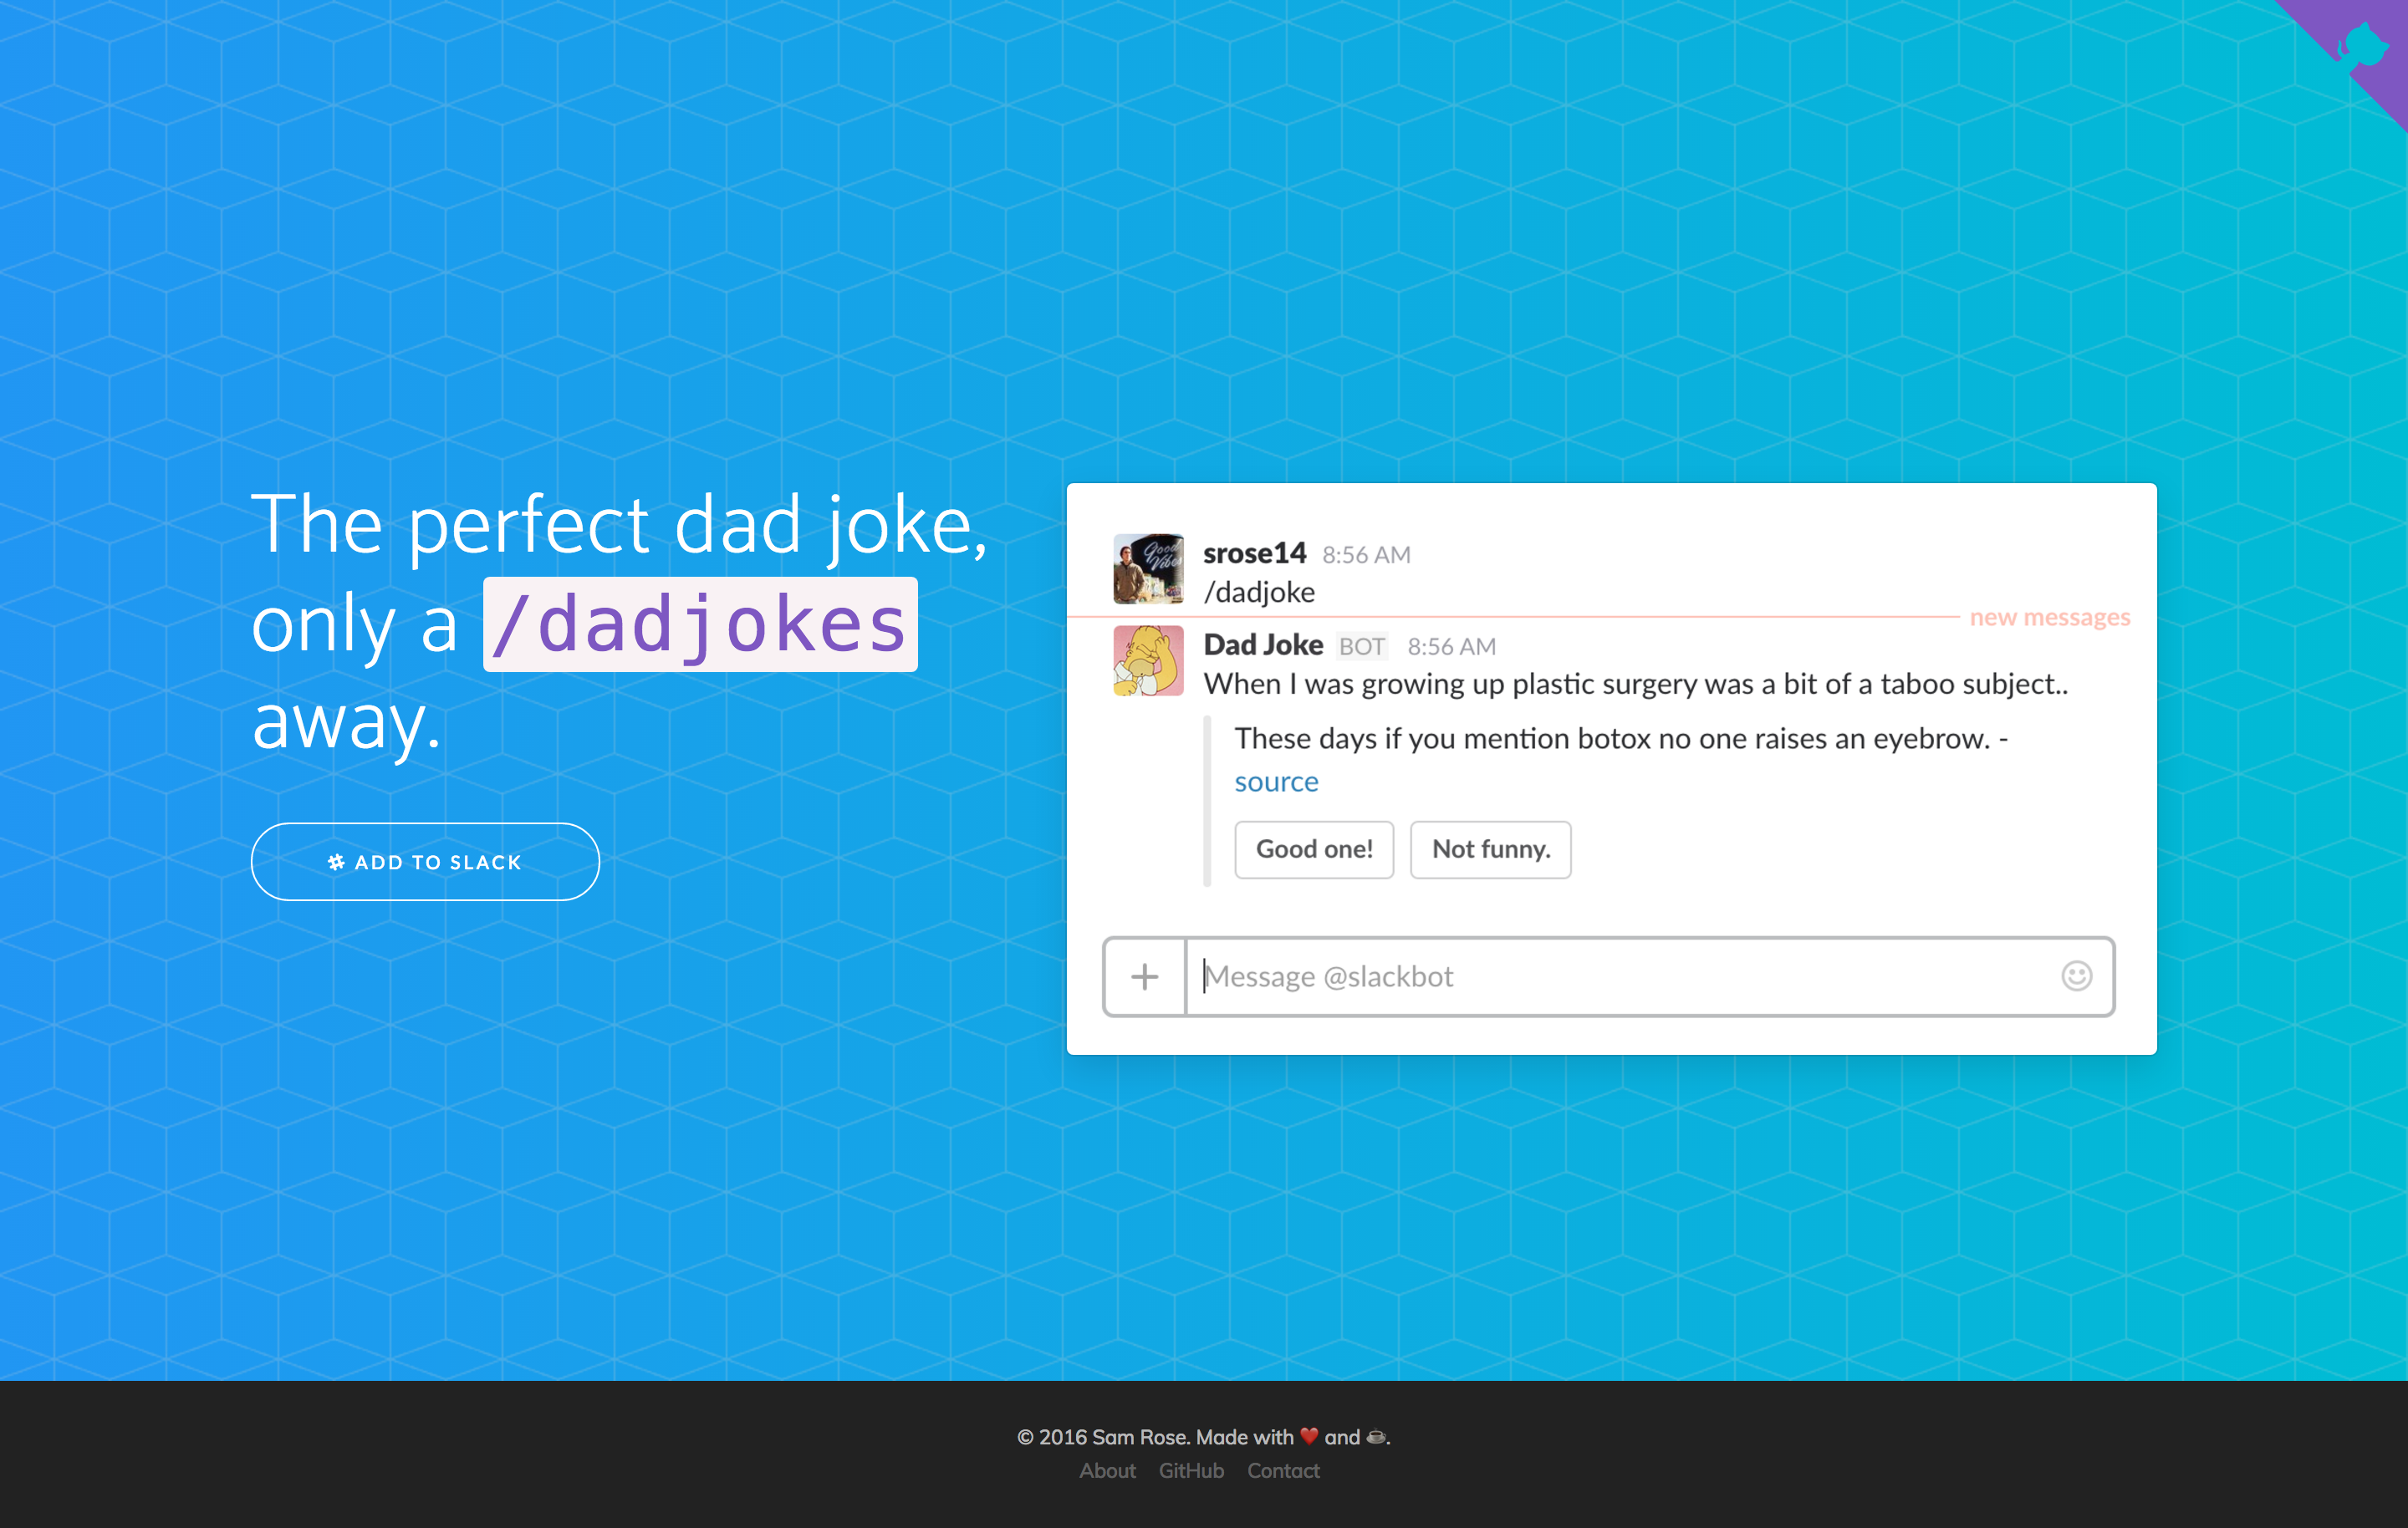 The perfect dad joke,
only a /dadjokes
away.
ADD TO SLACK
Good Vibes
srose14 8:56 AM
/dadjoke
new messages
Dad Joke BOT 8:56 AM
When I was growing up plastic surgery was a bit of a taboo subject..
These days if you mention botox no one raises an eyebrow. -
source
Good one! Not funny.
Message @slackbot
© 2016 Sam Rose. Made with ❤️ and ☕.
About GitHub Contact